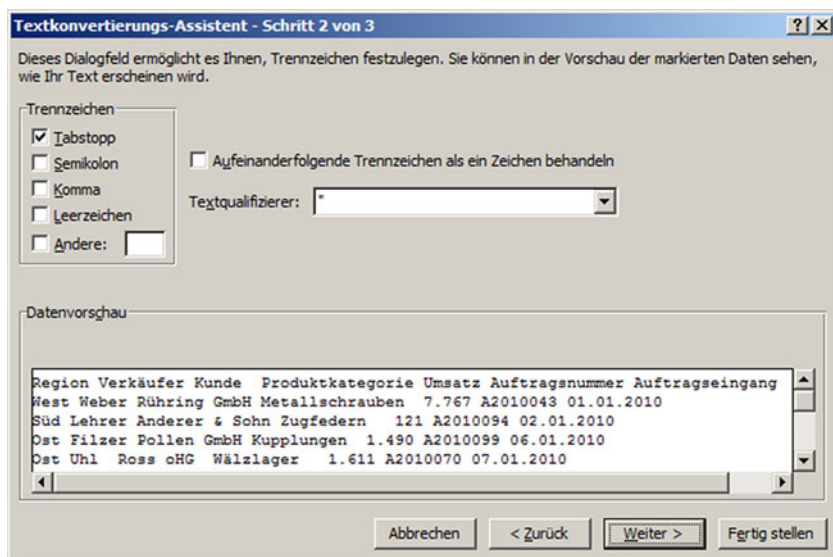 Textkonvertierungs-Assistent - Schritt 2 von 3
Dieses Dialogfeld ermöglicht es Ihnen, Trennzeichen festzulegen. Sie können in der Vorschau der markierten Daten sehen,
wie Ihr Text erscheinen wird.
Trennzeichen
Tabstopp
Semikolon
Komma
Leerzeichen
Andere:
Aufeinanderfolgende Trennzeichen als ein Zeichen behandeln
Textqualifizierer: "
Datenvorschau
Region Verkäufer Kunde Produktkategorie Umsatz Auftragsnummer Auftragseingang
West Weber Rühring GmbH Metallschrauben 7.767 A2010043 01.01.2010
Süd Lehrer Anderer & Sohn Zugfedern 121 A2010094 02.01.2010
Ost Filzer Pollen GmbH Kupplungen 1.490 A2010099 06.01.2010
Ost Uhl Ross oHG Wälzlager 1.611 A2010070 07.01.2010
Abbrechen
< Zurück
Weiter >
Fertig stellen